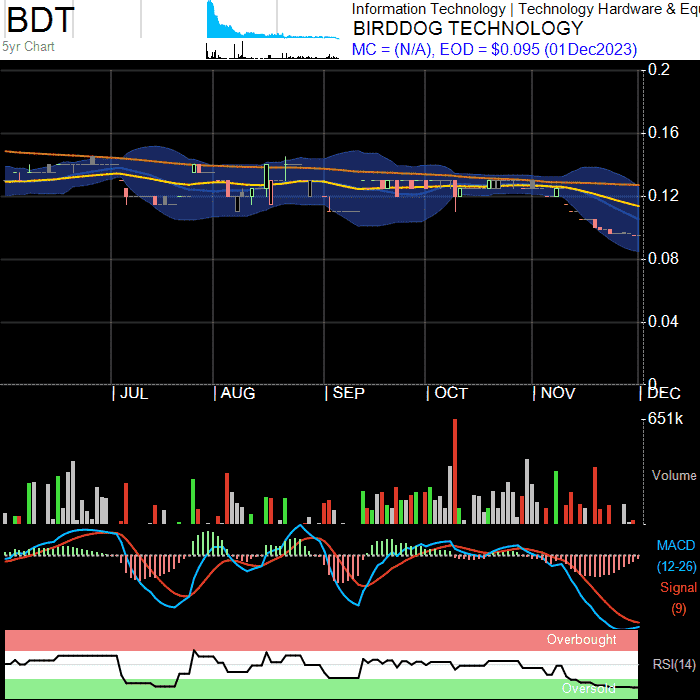 BDT
5yr Chart
Information Technology | Technology Hardware & Equ
BIRDDOG TECHNOLOGY
MC = (N/A), EOD = $0.095 (01Dec2023)
0.2
0.16
0.12
0.08
0.04
0
JUL AUG SEP OCT NOV DEC
651k
Volume
MACD
(12-26)
Signal
(9)
Overbought
RSI(14)
Oversold